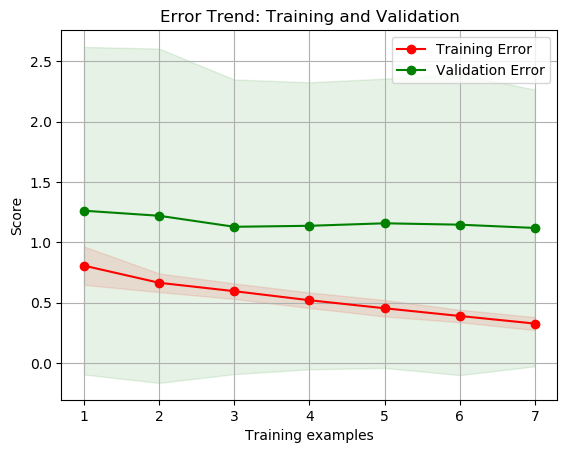 Error Trend: Training and Validation
Training Error
Validation Error
2.5
2.0
1.5
1.0
0.5
0.0
Score
1 2 3 4 5 6 7
Training examples